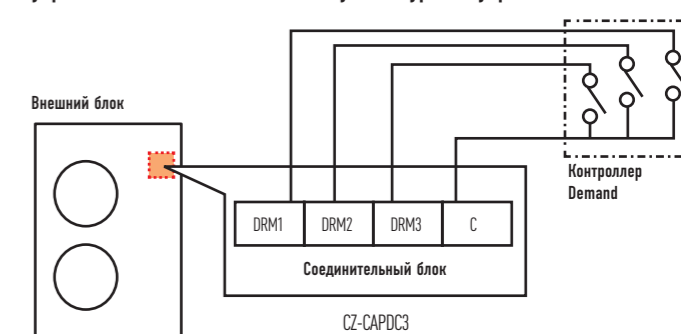 Внешний блок
DRM1 DRM2 DRM3 C
Соединительный блок
CZ-CAPDC3
Контроллер
Demand